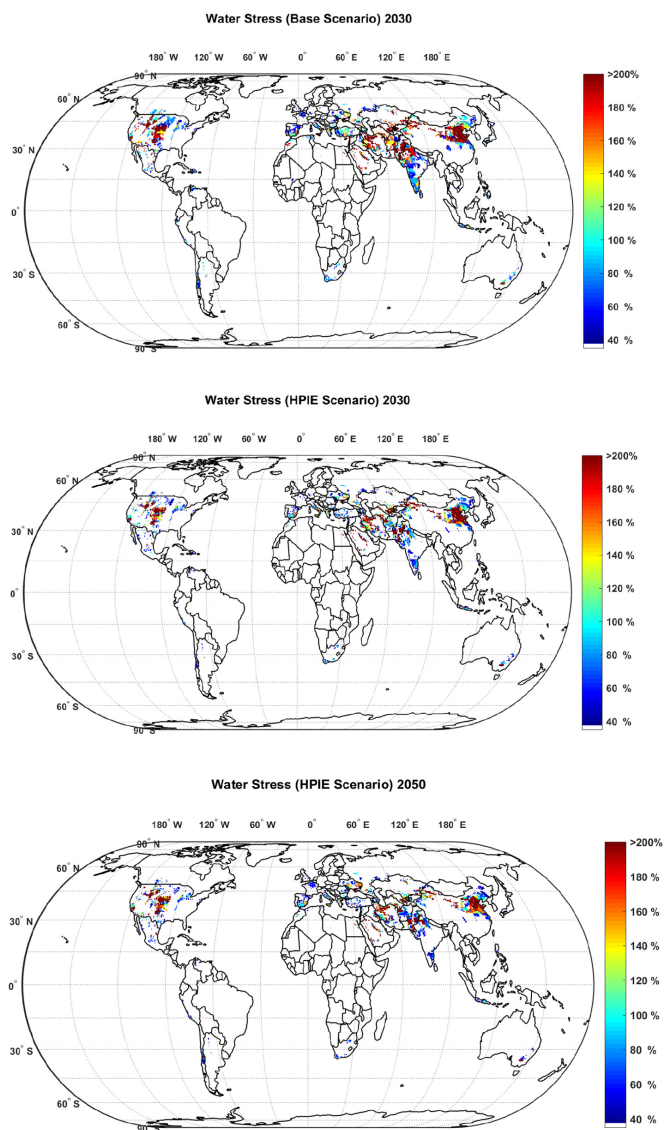 Water Stress (Base Scenario) 2030
180° W 120° W 60° W 0° 60° E 120° E 180° E
90° N
60° N
30° N
0°
30° S
60° S
90° S
>200%
180 %
160 %
140 %
120 %
100 %
80 %
60 %
40 %
Water Stress (HPIE Scenario) 2030
180° W 120° W 60° W 0° 60° E 120° E 180° E
90° N
60° N
30° N
0°
30° S
60° S
90° S
>200%
180 %
160 %
140 %
120 %
100 %
80 %
60 %
40 %
Water Stress (HPIE Scenario) 2050
180° W 120° W 60° W 0° 60° E 120° E 180° E
90° N
60° N
30° N
0°
30° S
60° S
90° S
>200%
180 %
160 %
140 %
120 %
100 %
80 %
60 %
40 %